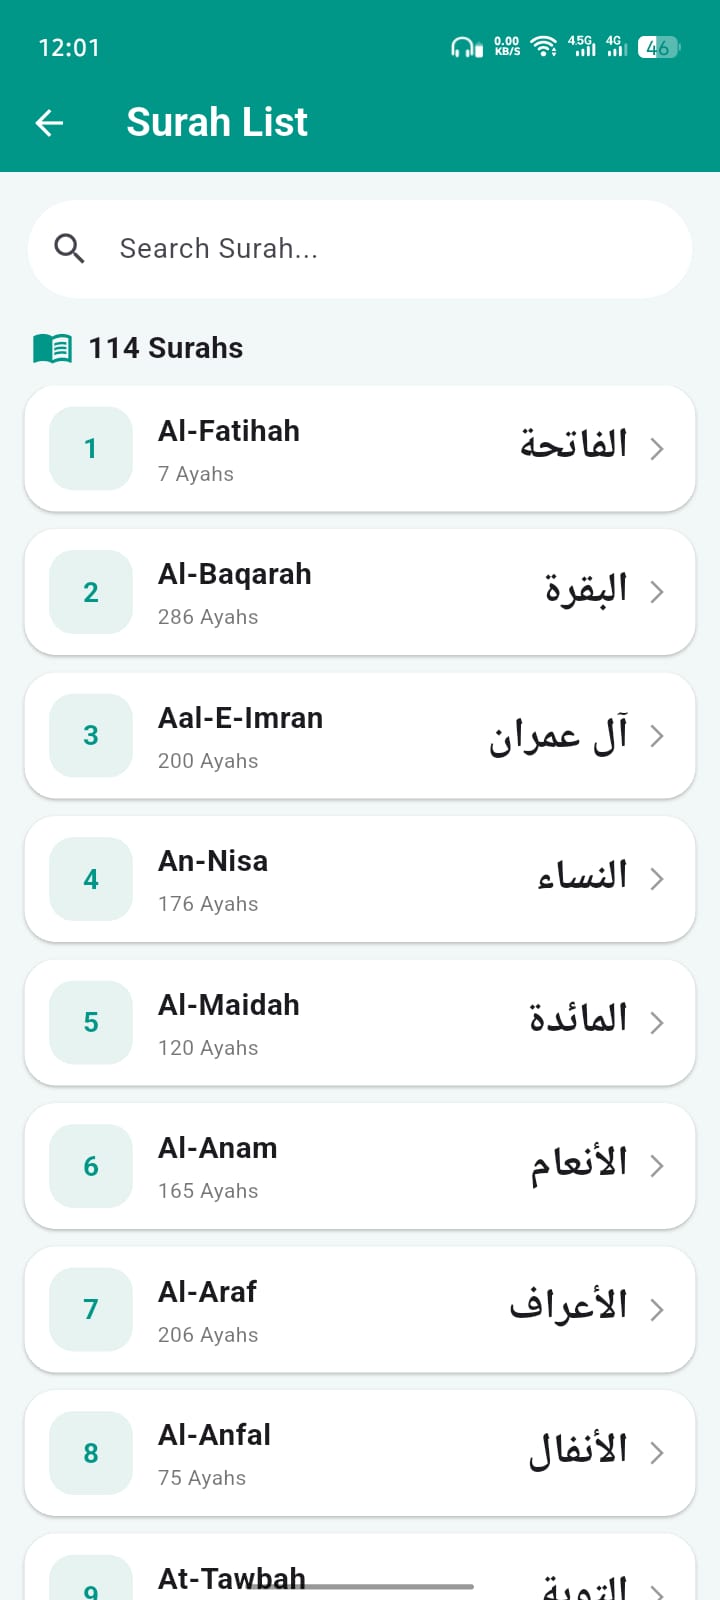 12:01
0.00
KB/S
4.5G
4G
46
Surah List
Search Surah...
114 Surahs
1
Al-Fatihah
الفاتحة
7 Ayahs
2
Al-Baqarah
البقرة
286 Ayahs
3
Aal-E-Imran
آل عمران
200 Ayahs
4
An-Nisa
النساء
176 Ayahs
5
Al-Maidah
المائدة
120 Ayahs
6
Al-Anam
الأنعام
165 Ayahs
7
Al-Araf
الأعراف
206 Ayahs
8
Al-Anfal
الأنفال
75 Ayahs
9
At-Tawbah
التوبة